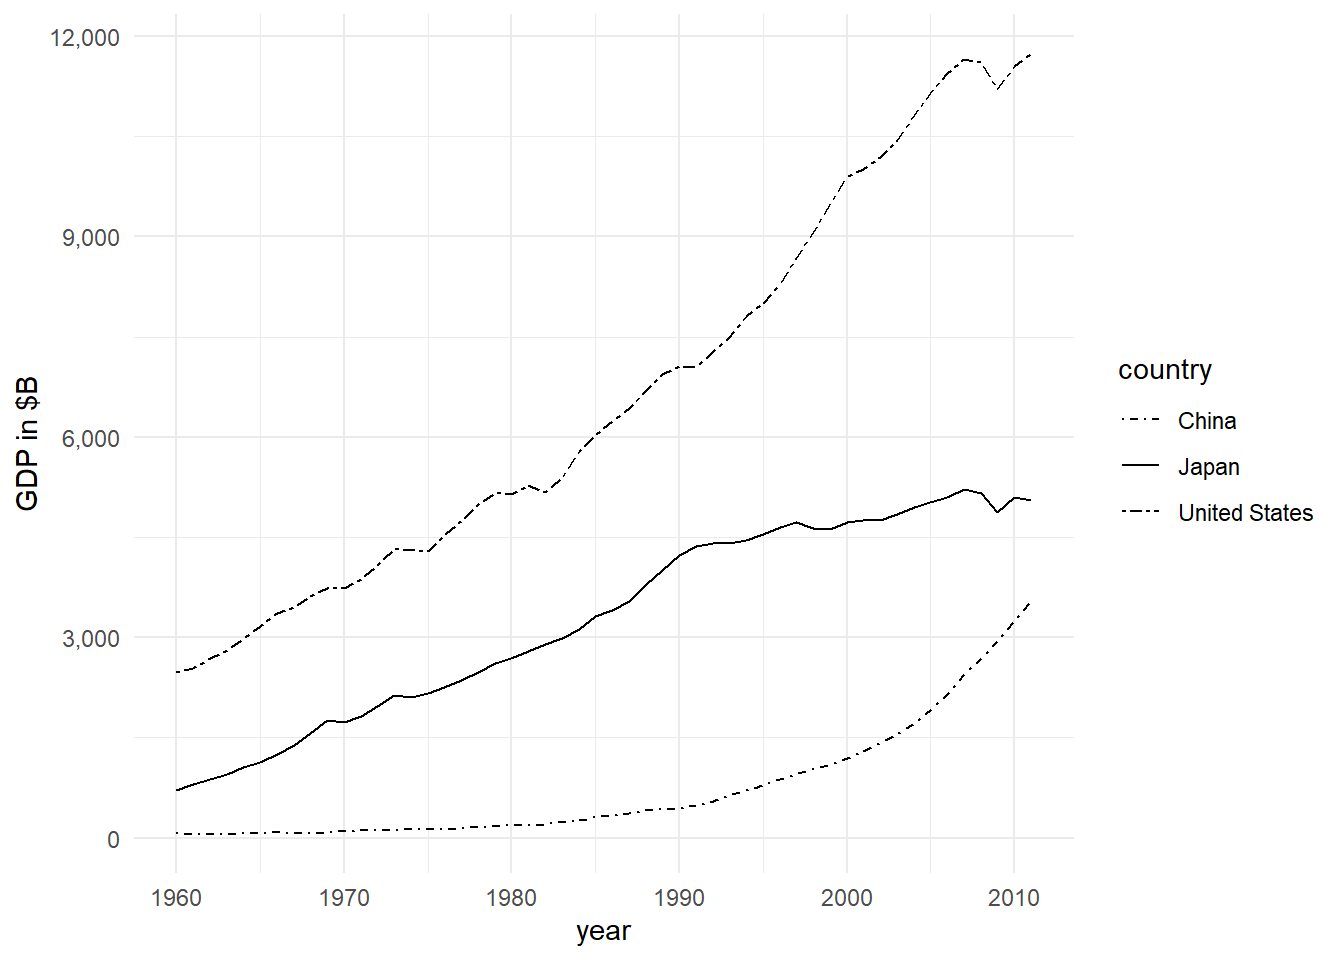 12,000
9,000
6,000
3,000
0
GDP in $B
1960 1970 1980 1990 2000 2010
year
country
China
Japan
United States